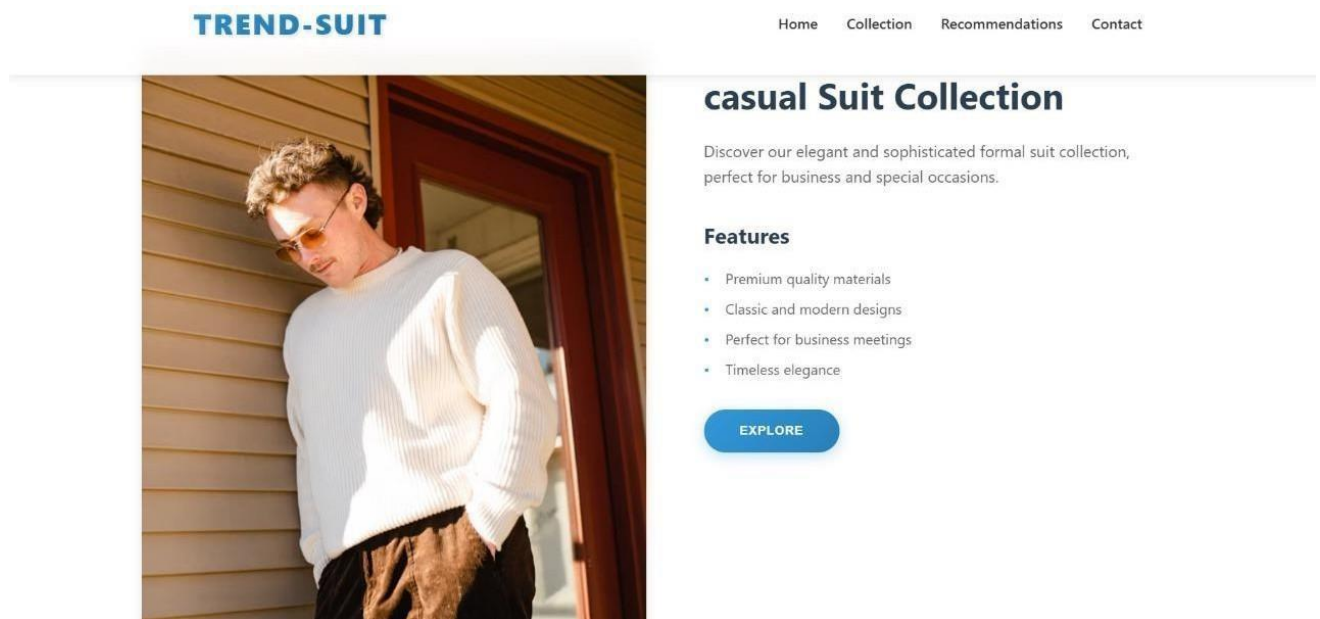 TREND-SUIT
Home Collection Recommendations Contact
casual Suit Collection
Discover our elegant and sophisticated formal suit collection,
perfect for business and special occasions.
Features
• Premium quality materials
• Classic and modern designs
• Perfect for business meetings
• Timeless elegance
EXPLORE